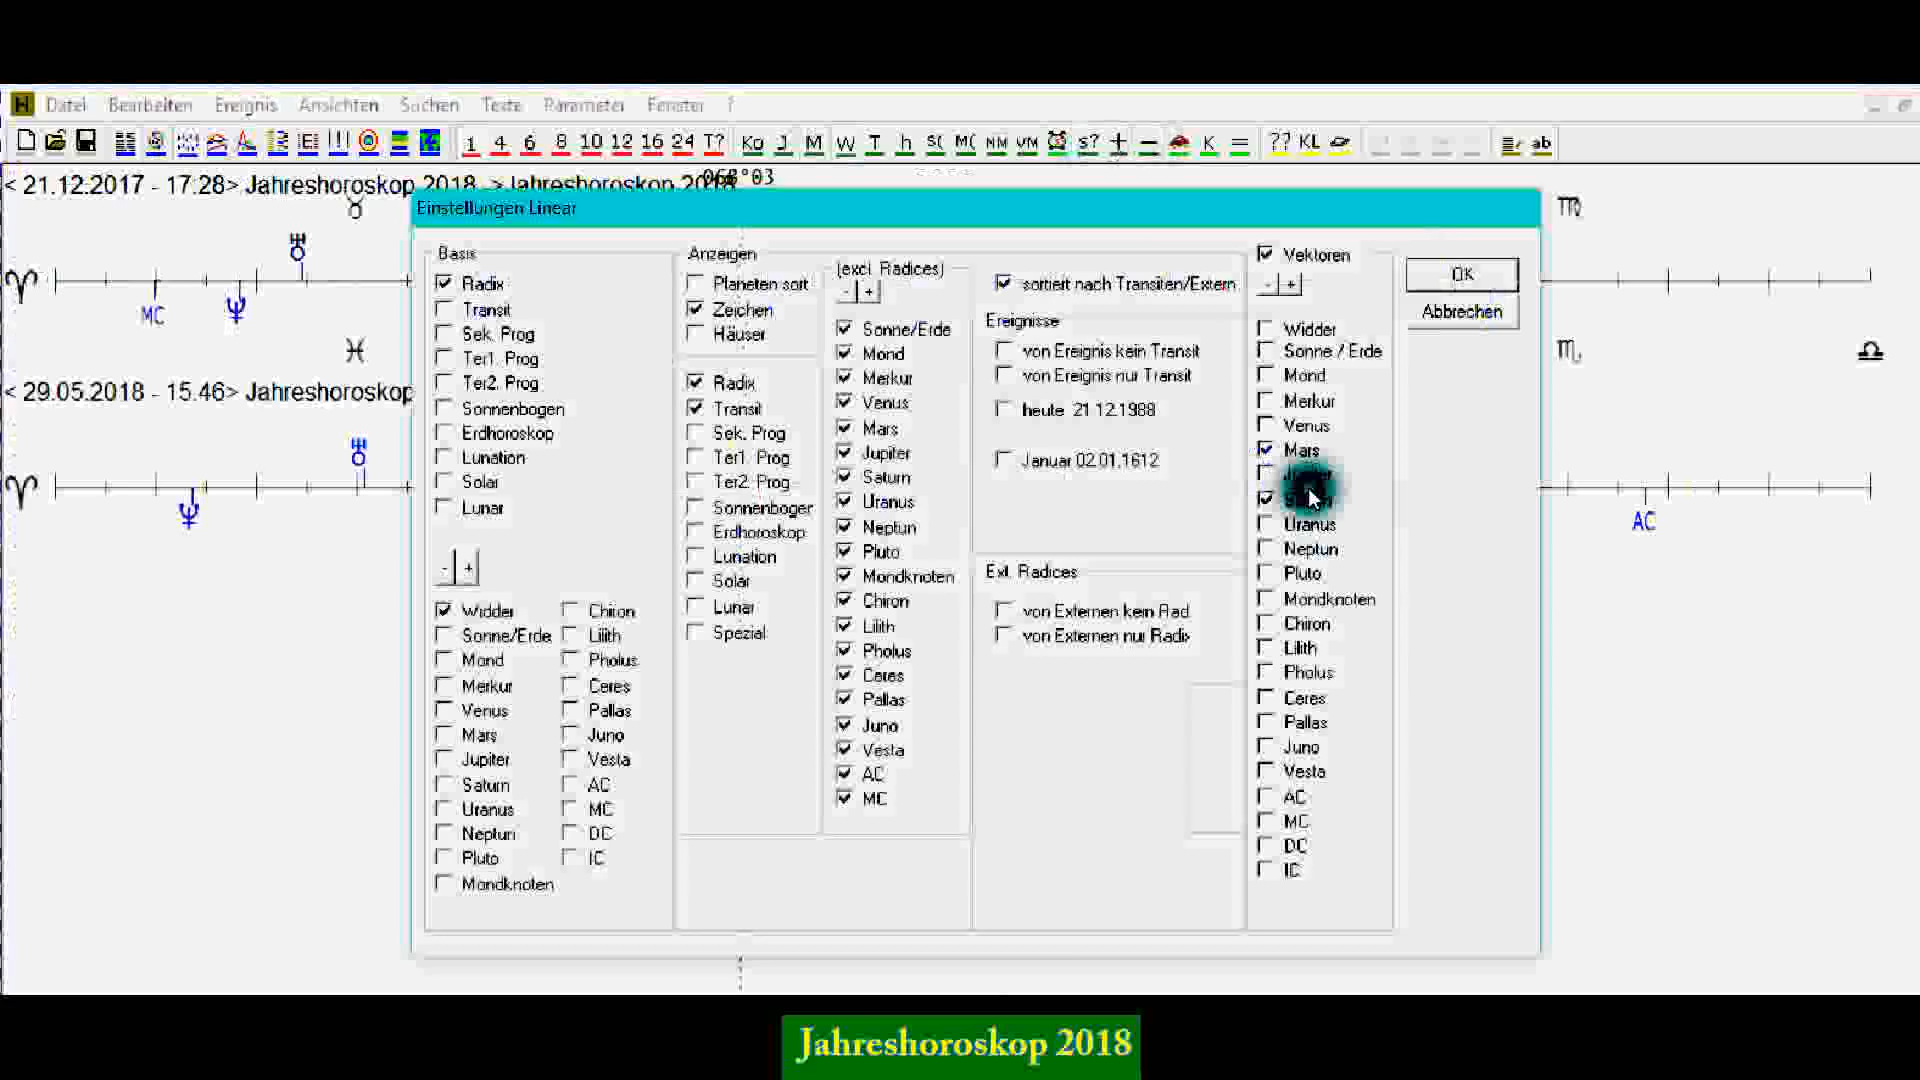 Datei Bearbeiten Ereignis Ansichten Suchen Texte Parameter Fenster ?
1 4 6 8 10 12 16 24 T? Ko J M W T h S( M( NM VM s? + − K = ?? KL ab
< 21.12.2017 - 17:28> Jahreshoroskop 2018 -> Jahreshoroskop 2018
MC
< 29.05.2018 - 15.46> Jahreshoroskop
AC
Einstellungen Linear
Basis
Radix
Transit
Sek. Prog
Ter1. Prog
Ter2. Prog
Sonnenbogen
Erdhoroskop
Lunation
Solar
Lunar
- +
Widder
Sonne/Erde
Mond
Merkur
Venus
Mars
Jupiter
Saturn
Uranus
Neptun
Pluto
Mondknoten
Chiron
Lilith
Pholus
Ceres
Pallas
Juno
Vesta
AC
MC
DC
IC
Anzeigen
Planeten sort
Zeichen
Häuser
Radix
Transit
Sek. Prog
Ter1. Prog
Ter2. Prog
Sonnenboger
Erdhoroskop
Lunation
Solar
Lunar
Spezial
(excl. Radices)
- +
Sonne/Erde
Mond
Merkur
Venus
Mars
Jupiter
Saturn
Uranus
Neptun
Pluto
Mondknoten
Chiron
Lilith
Pholus
Ceres
Pallas
Juno
Vesta
AC
MC
sortiert nach Transiten/Extern
Ereignisse
von Ereignis kein Transit
von Ereignis nur Transit
heute 21.12.1988
Januar 02.01.1612
Ext. Radices
von Externen kein Rad
von Externen nur Radix
Vektoren
- +
Widder
Sonne / Erde
Mond
Merkur
Venus
Mars
Uranus
Neptun
Pluto
Mondknoten
Chiron
Lilith
Pholus
Ceres
Pallas
Juno
Vesta
AC
MC
DC
IC
OK
Abbrechen
Jahreshoroskop 2018